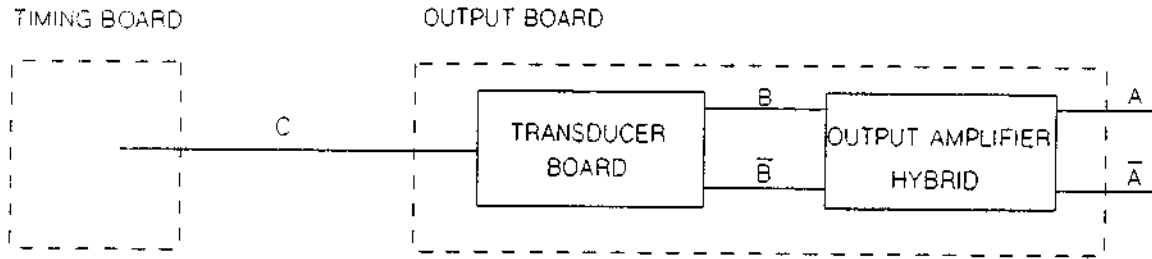 TIMING BOARD
OUTPUT BOARD
C
TRANSDUCER
BOARD
B
B̅
OUTPUT AMPLIFIER
HYBRID
A
A̅